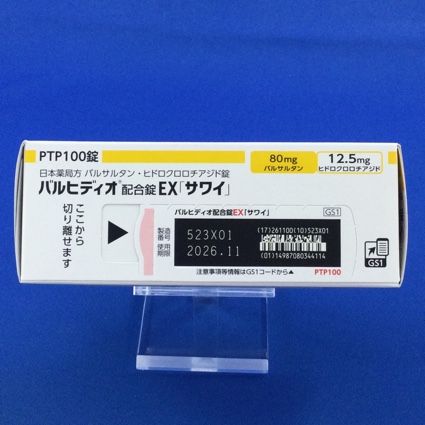 PTP100錠
80mg
バルサルタン
12.5mg
ヒドロクロロチアジド
日本薬局方 バルサルタン・ヒドロクロロチアジド錠
バルヒディオ®配合錠EX「サワイ」
ここから
切り離せます
バルヒディオ配合錠EX「サワイ」
GS1
製造番号
523X01
使用期限
2026.11
(17)261100(10)523X01
(01)14987080344114
注意事項等情報はGS1コードから▲
PTP100
GS1